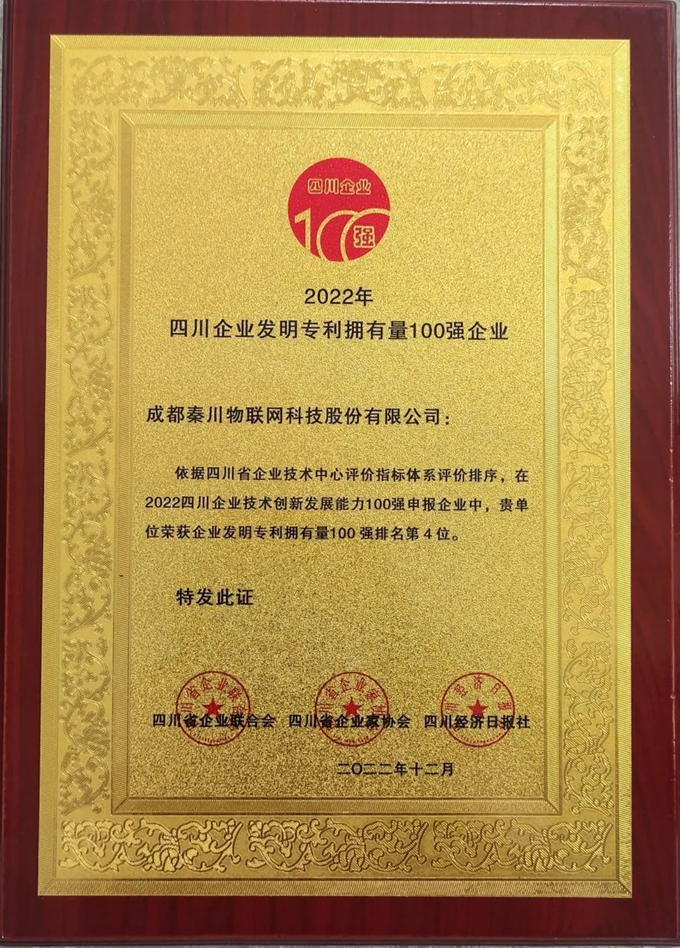 四川企业
100强
2022年
四川企业发明专利拥有量100强企业
成都秦川物联网科技股份有限公司：
依据四川省企业技术中心评价指标体系评价排序，在
2022四川企业技术创新发展能力100强申报企业中，贵单
位荣获企业发明专利拥有量100 强排名第 4 位。
特发此证
四川省企业联合会 四川省企业家协会 四川经济日报社
二〇二二年十二月